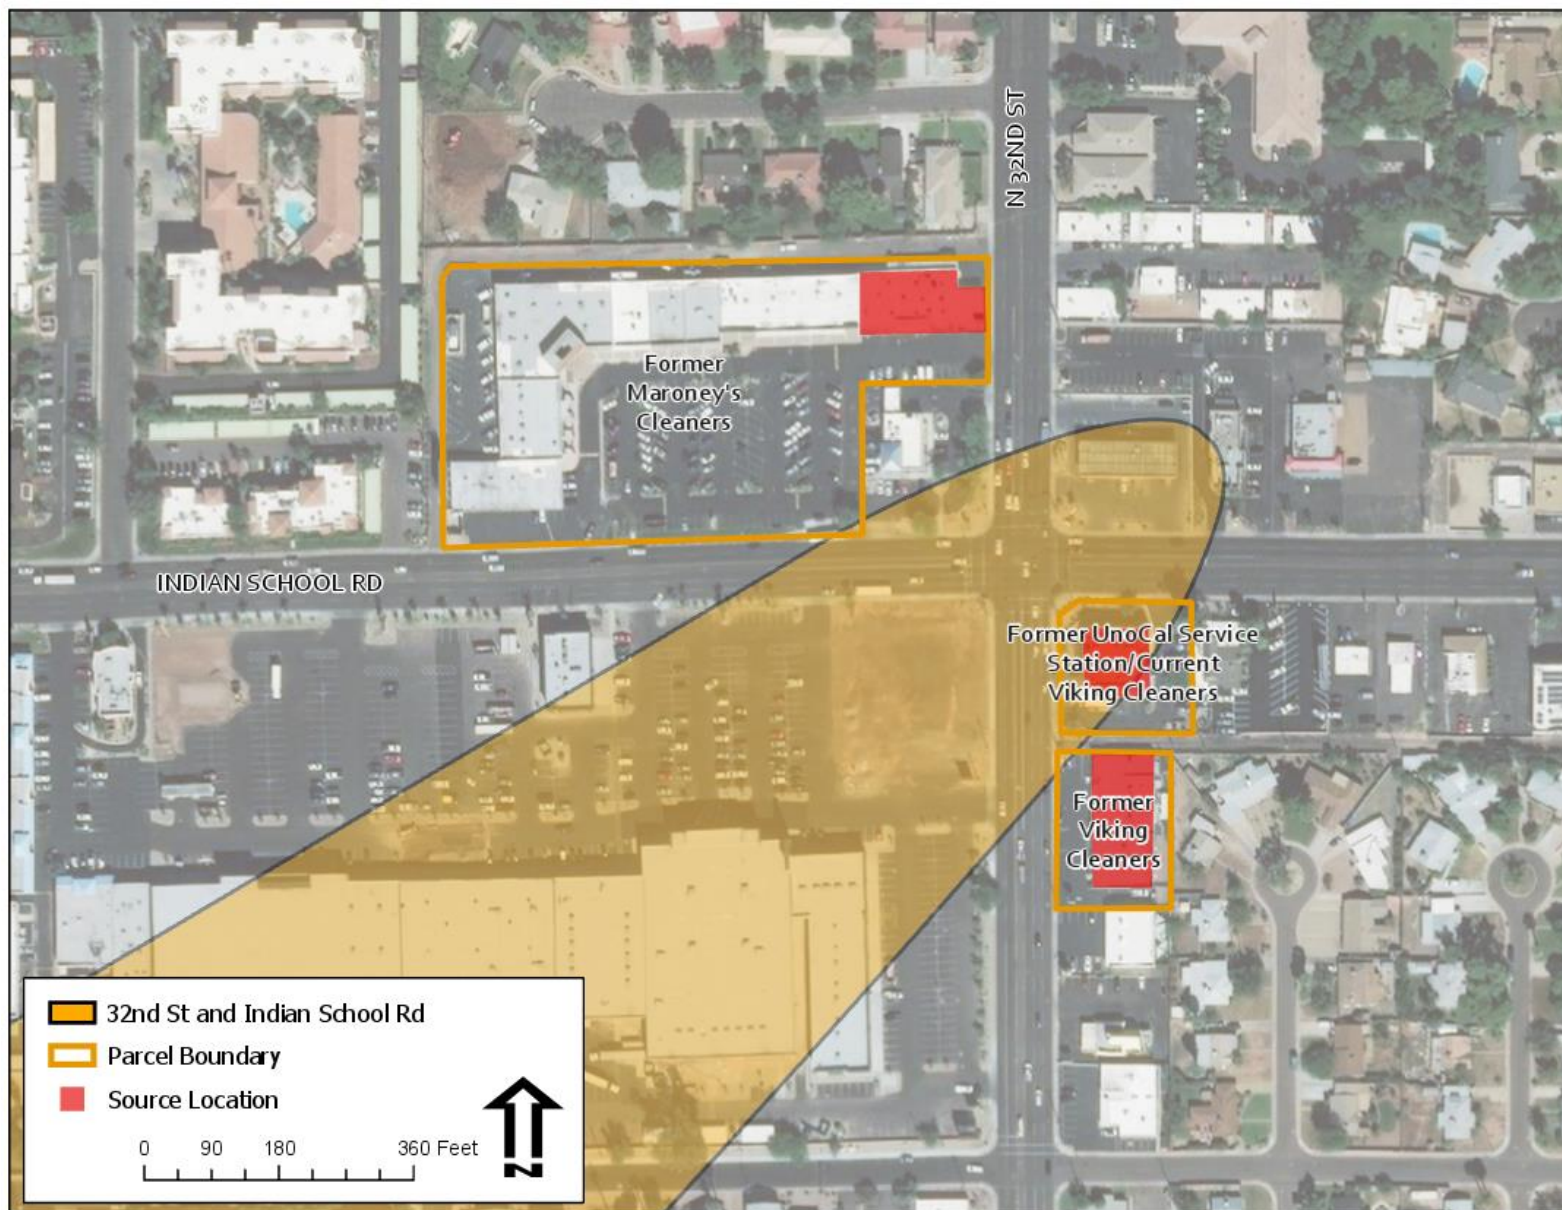 N 32ND ST
Former
Maroney's
Cleaners
INDIAN SCHOOL RD
Former UnoCal Service
Station/Current
Viking Cleaners
Former
Viking
Cleaners
32nd St and Indian School Rd
Parcel Boundary
Source Location
0 90 180 360 Feet
N